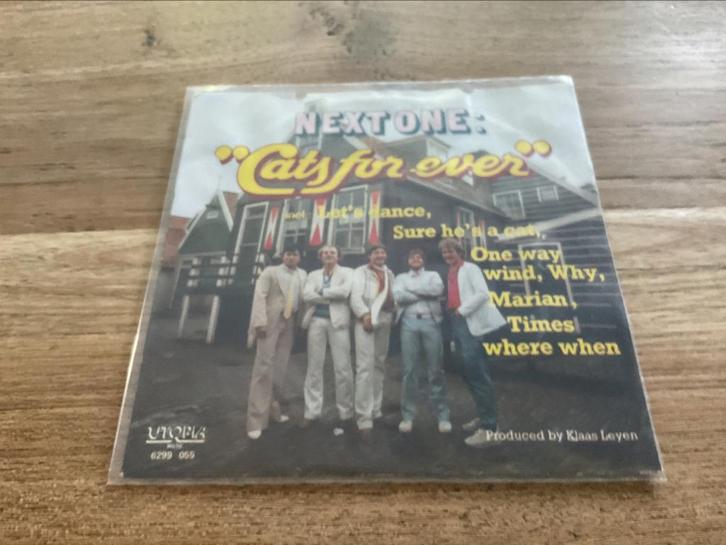 NEXT ONE:
"Cats for ever"
incl. Let's dance,
Sure he's a cat,
One way
wind, Why,
Marian,
Times
where when
UTOPIA
6299 055
Produced by Klaas Leyen